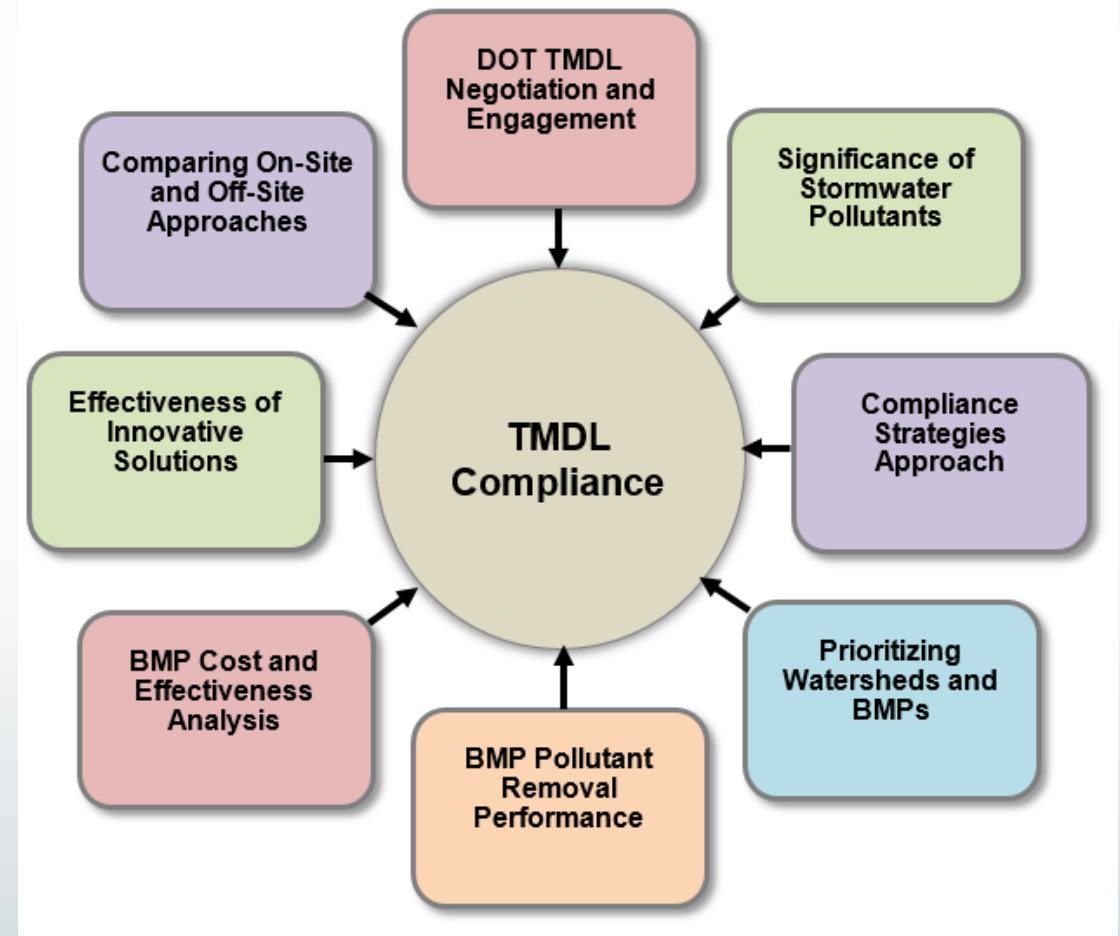 DOT TMDL
Negotiation and
Engagement
Significance of
Stormwater
Pollutants
Compliance
Strategies
Approach
Prioritizing
Watersheds and
BMPs
BMP Pollutant
Removal
Performance
BMP Cost and
Effectiveness
Analysis
Effectiveness of
Innovative
Solutions
Comparing On-Site
and Off-Site
Approaches
TMDL
Compliance